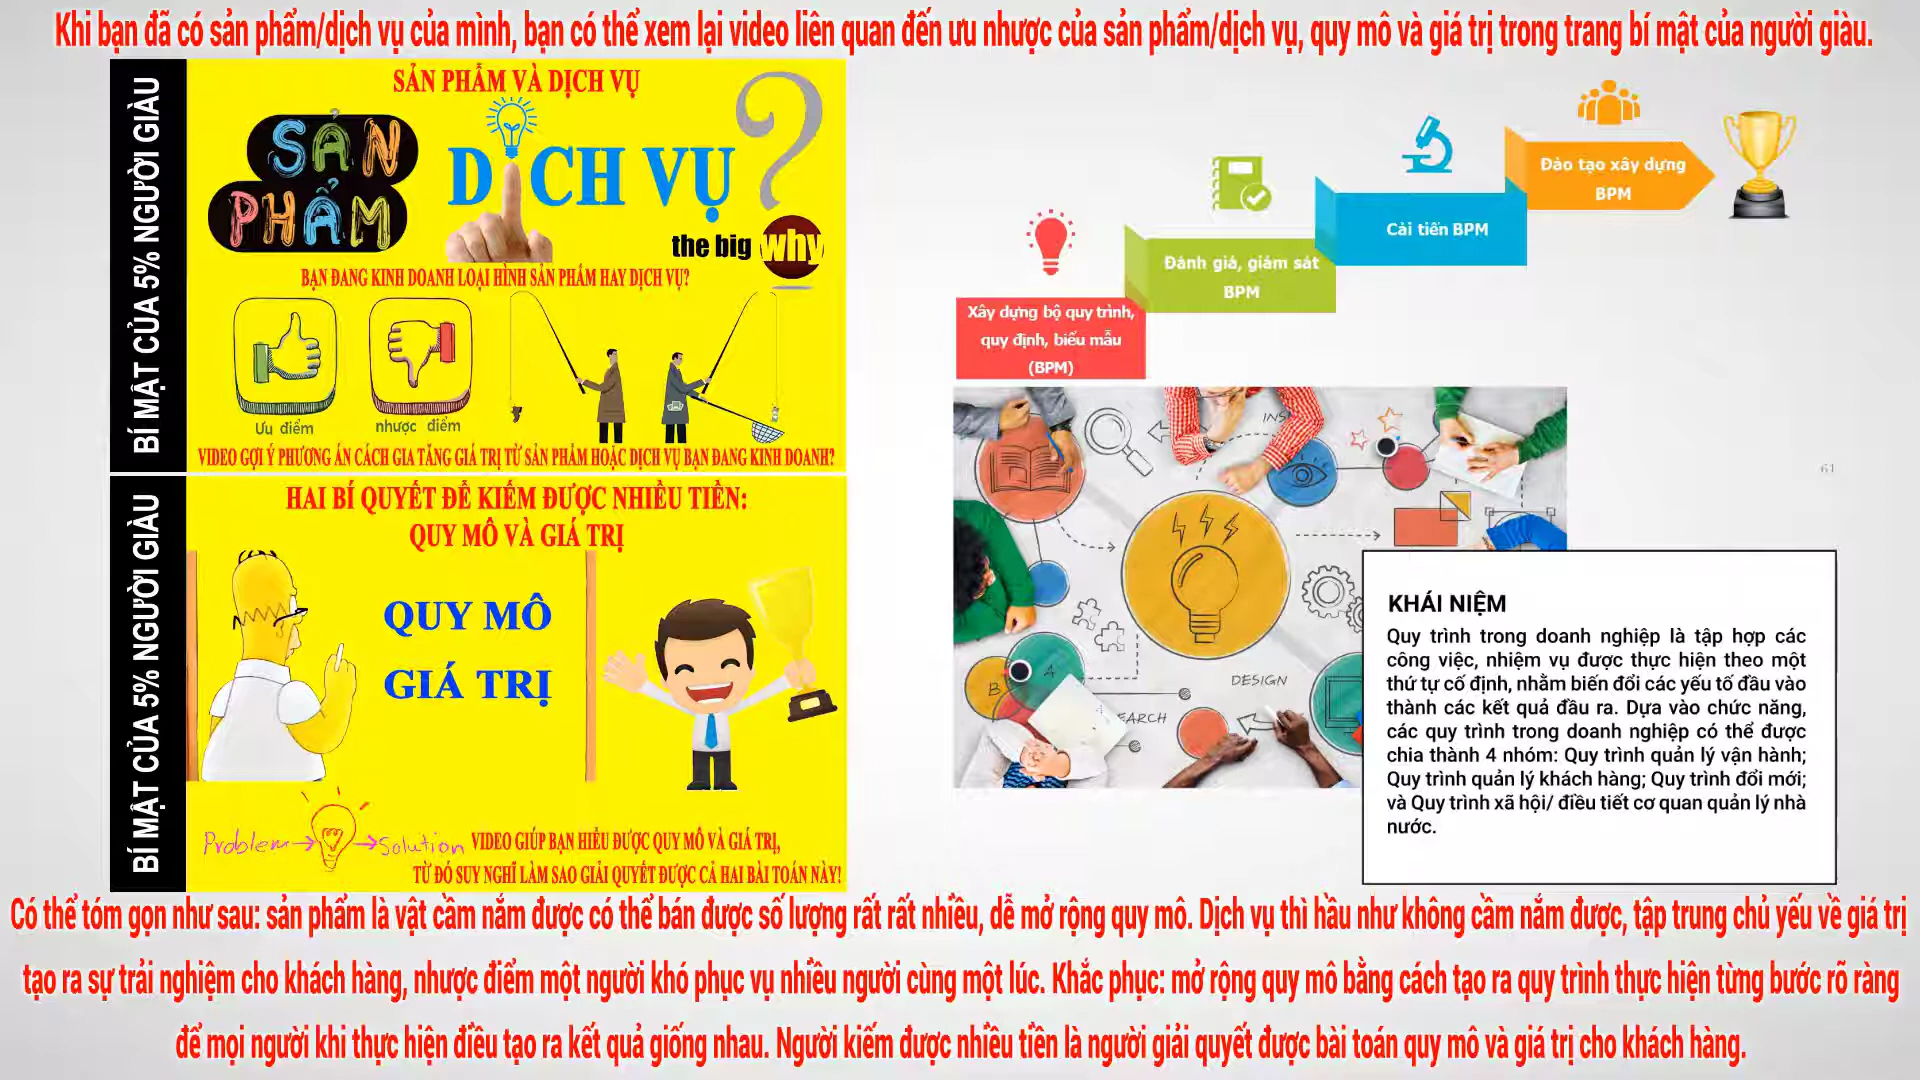 Khi bạn đã có sản phẩm/dịch vụ của mình, bạn có thể xem lại video liên quan đến ưu nhược của sản phẩm/dịch vụ, quy mô và giá trị trong trang bí mật của người giàu.
BÍ MẬT CỦA 5% NGƯỜI GIÀU
SẢN PHẨM VÀ DỊCH VỤ
SẢN
PHẨM
DỊCH VỤ
the big why
BẠN ĐANG KINH DOANH LOẠI HÌNH SẢN PHẨM HAY DỊCH VỤ?
Ưu điểm
nhược điểm
VIDEO GỢI Ý PHƯƠNG ÁN CÁCH GIA TĂNG GIÁ TRỊ TỪ SẢN PHẨM HOẶC DỊCH VỤ BẠN ĐANG KINH DOANH?
BÍ MẬT CỦA 5% NGƯỜI GIÀU
HAI BÍ QUYẾT ĐỂ KIẾM ĐƯỢC NHIỀU TIỀN:
QUY MÔ VÀ GIÁ TRỊ
QUY MÔ
GIÁ TRỊ
Problem
Solution
VIDEO GIÚP BẠN HIỂU ĐƯỢC QUY MÔ VÀ GIÁ TRỊ,
TỪ ĐÓ SUY NGHĨ LÀM SAO GIẢI QUYẾT ĐƯỢC CẢ HAI BÀI TOÁN NÀY!
Xây dựng bộ quy trình,
quy định, biểu mẫu
(BPM)
Đánh giá, giám sát
BPM
Cải tiến BPM
Đào tạo xây dựng
BPM
61
DESIGN
B
A
KHÁI NIỆM
Quy trình trong doanh nghiệp là tập hợp các
công việc, nhiệm vụ được thực hiện theo một
thứ tự cố định, nhằm biến đổi các yếu tố đầu vào
thành các kết quả đầu ra. Dựa vào chức năng,
các quy trình trong doanh nghiệp có thể được
chia thành 4 nhóm: Quy trình quản lý vận hành;
Quy trình quản lý khách hàng; Quy trình đổi mới;
và Quy trình xã hội/ điều tiết cơ quan quản lý nhà
nước.
Có thể tóm gọn như sau: sản phẩm là vật cầm nắm được có thể bán được số lượng rất rất nhiều, dễ mở rộng quy mô. Dịch vụ thì hầu như không cầm nắm được, tập trung chủ yếu về giá trị
tạo ra sự trải nghiệm cho khách hàng, nhược điểm một người khó phục vụ nhiều người cùng một lúc. Khắc phục: mở rộng quy mô bằng cách tạo ra quy trình thực hiện từng bước rõ ràng
để mọi người khi thực hiện điều tạo ra kết quả giống nhau. Người kiếm được nhiều tiền là người giải quyết được bài toán quy mô và giá trị cho khách hàng.